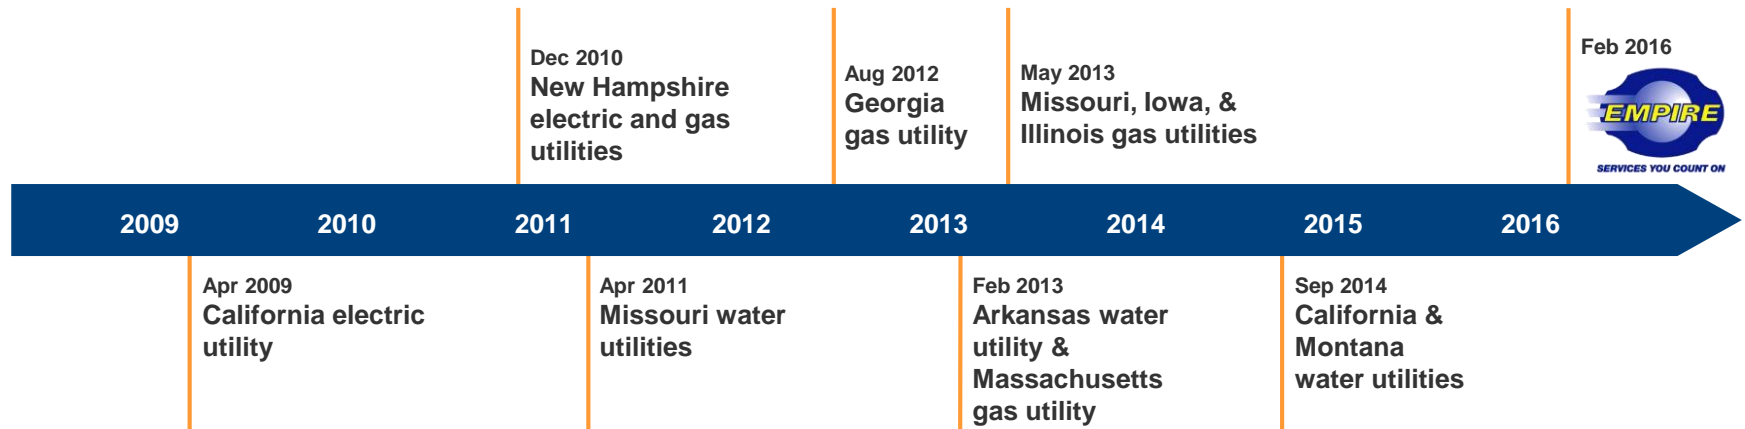 Dec 2010
New Hampshire
electric and gas
utilities
Aug 2012
Georgia
gas utility
May 2013
Missouri, Iowa, &
Illinois gas utilities
Feb 2016
EMPIRE
SERVICES YOU COUNT ON
2009 2010 2011 2012 2013 2014 2015 2016
Apr 2009
California electric
utility
Apr 2011
Missouri water
utilities
Feb 2013
Arkansas water
utility &
Massachusetts
gas utility
Sep 2014
California &
Montana
water utilities